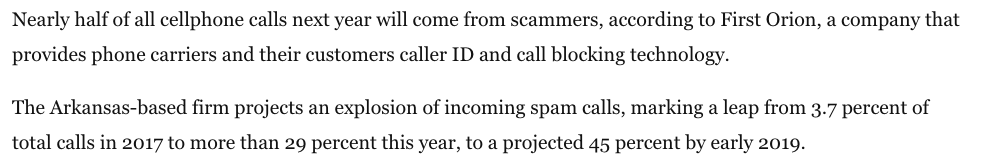 Nearly half of all cellphone calls next year will come from scammers, according to First Orion, a company that
provides phone carriers and their customers caller ID and call blocking technology.
The Arkansas-based firm projects an explosion of incoming spam calls, marking a leap from 3.7 percent of
total calls in 2017 to more than 29 percent this year, to a projected 45 percent by early 2019.